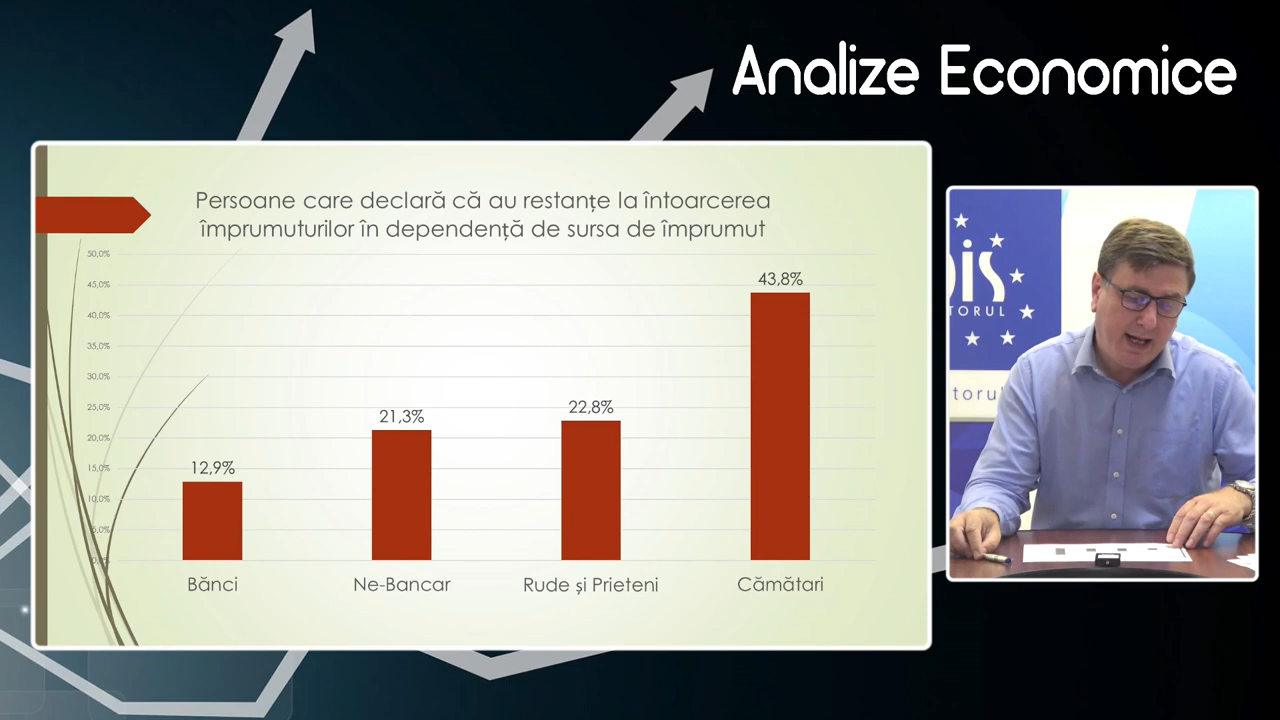 Analize Economice
Persoane care declară că au restanțe la întoarcerea
împrumuturilor în dependență de sursa de împrumut
50,0%
45,0%
40,0%
35,0%
30,0%
25,0%
20,0%
15,0%
10,0%
5,0%
43,8%
22,8%
21,3%
12,9%
Bănci
Ne-Bancar
Rude și Prieteni
Cămătari